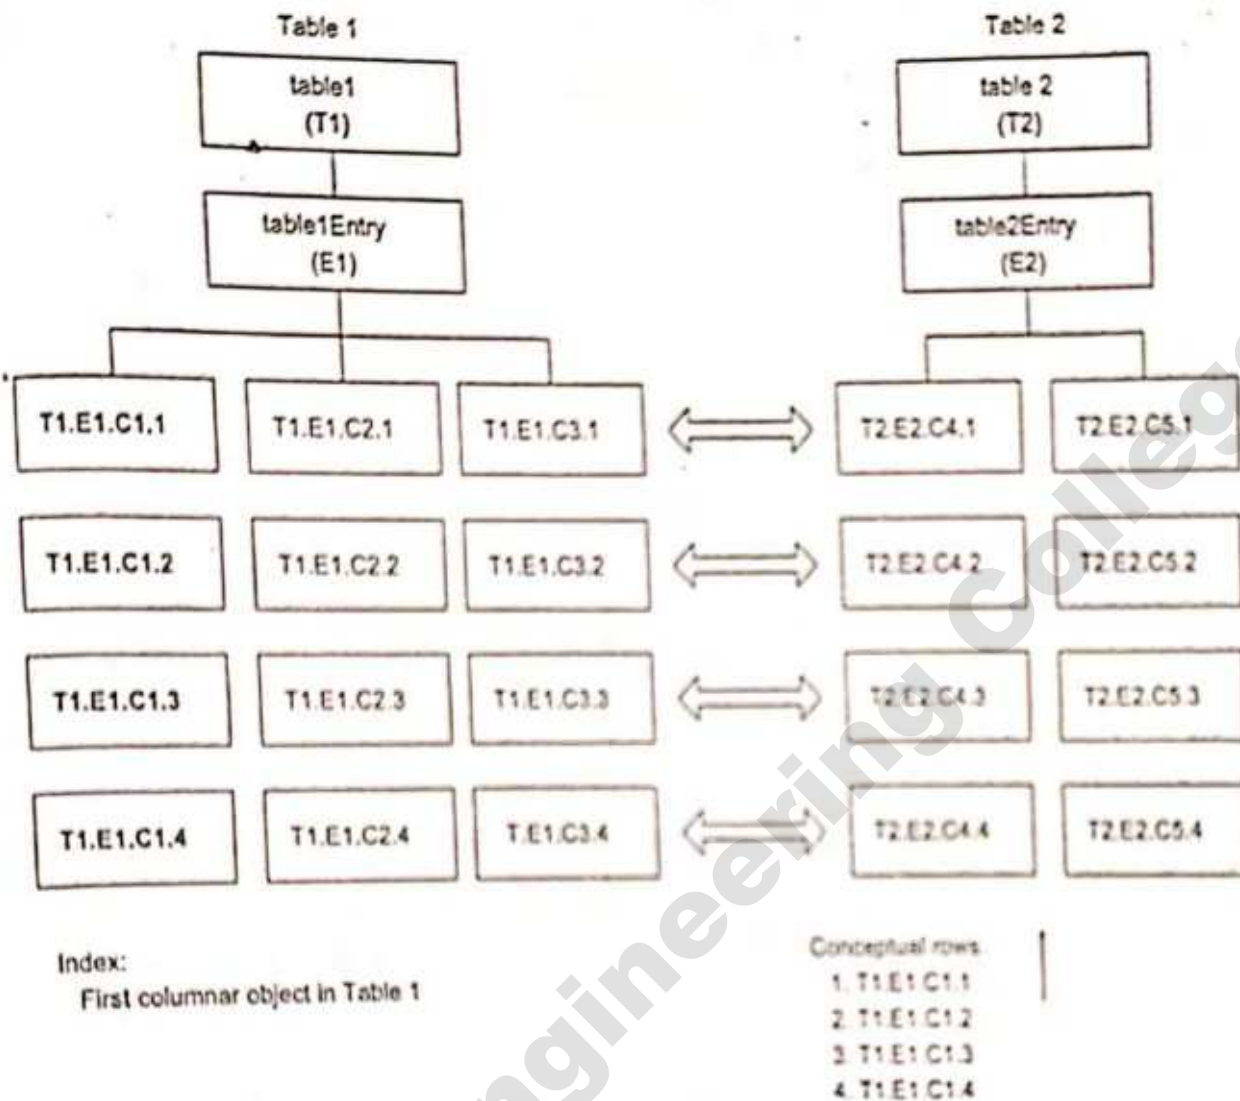 Table 1
Table 2
table1
(T1)
table 2
(T2)
table1Entry
(E1)
table2Entry
(E2)
T1.E1.C1.1
T1.E1.C2.1
T1.E1.C3.1
T2.E2.C4.1
T2.E2.C5.1
T1.E1.C1.2
T1.E1.C2.2
T1.E1.C3.2
T2.E2.C4.2
T2.E2.C5.2
T1.E1.C1.3
T1.E1.C2.3
T1.E1.C3.3
T2.E2.C4.3
T2.E2.C5.3
T1.E1.C1.4
T1.E1.C2.4
T.E1.C3.4
T2.E2.C4.4
T2.E2.C5.4
Index:
First columnar object in Table 1
Conceptual rows
1. T1.E1.C1.1
2. T1.E1.C1.2
3. T1.E1.C1.3
4. T1.E1.C1.4
ngineering College